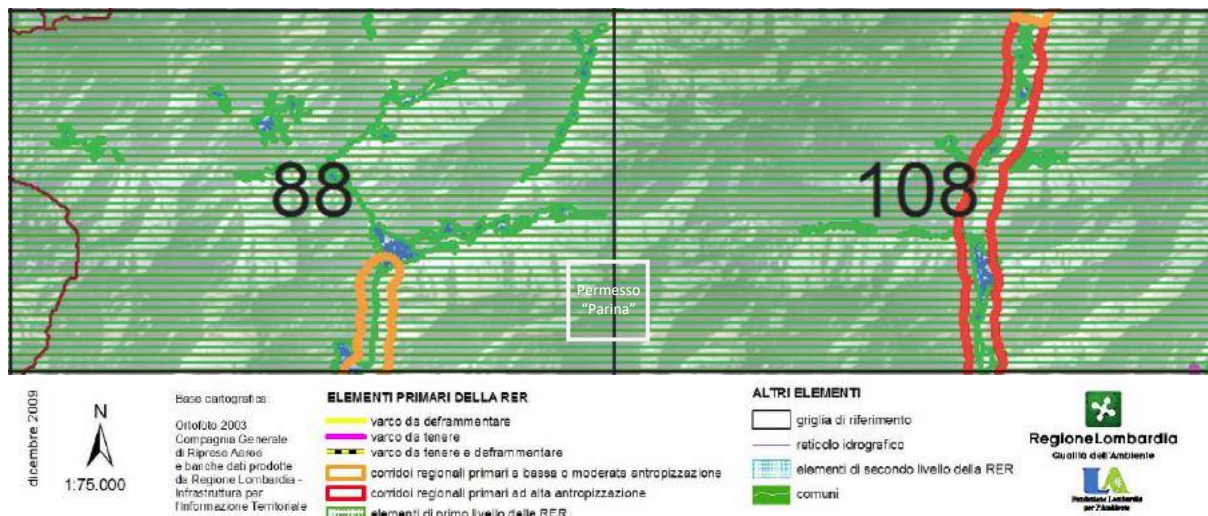 88
108
Permesso
“Parina”
dicembre 2009
N
1:75.000
Base cartografica:
Ortofoto 2003
Compagnia Generale
di Riprese Aeree
e banche dati prodotte
da Regione Lombardia -
Infrastruttura per
l'Informazione Territoriale
ELEMENTI PRIMARI DELLA RER
varco da deframmentare
varco da tenere
varco da tenere e deframmentare
corridoi regionali primari a bassa o moderata antropizzazione
corridoi regionali primari ad alta antropizzazione
elementi di primo livello della RER
ALTRI ELEMENTI
griglia di riferimento
reticolo idrografico
elementi di secondo livello della RER
comuni
RegioneLombardia
Qualità dell'Ambiente
Fondazione Lombardia
per l'Ambiente